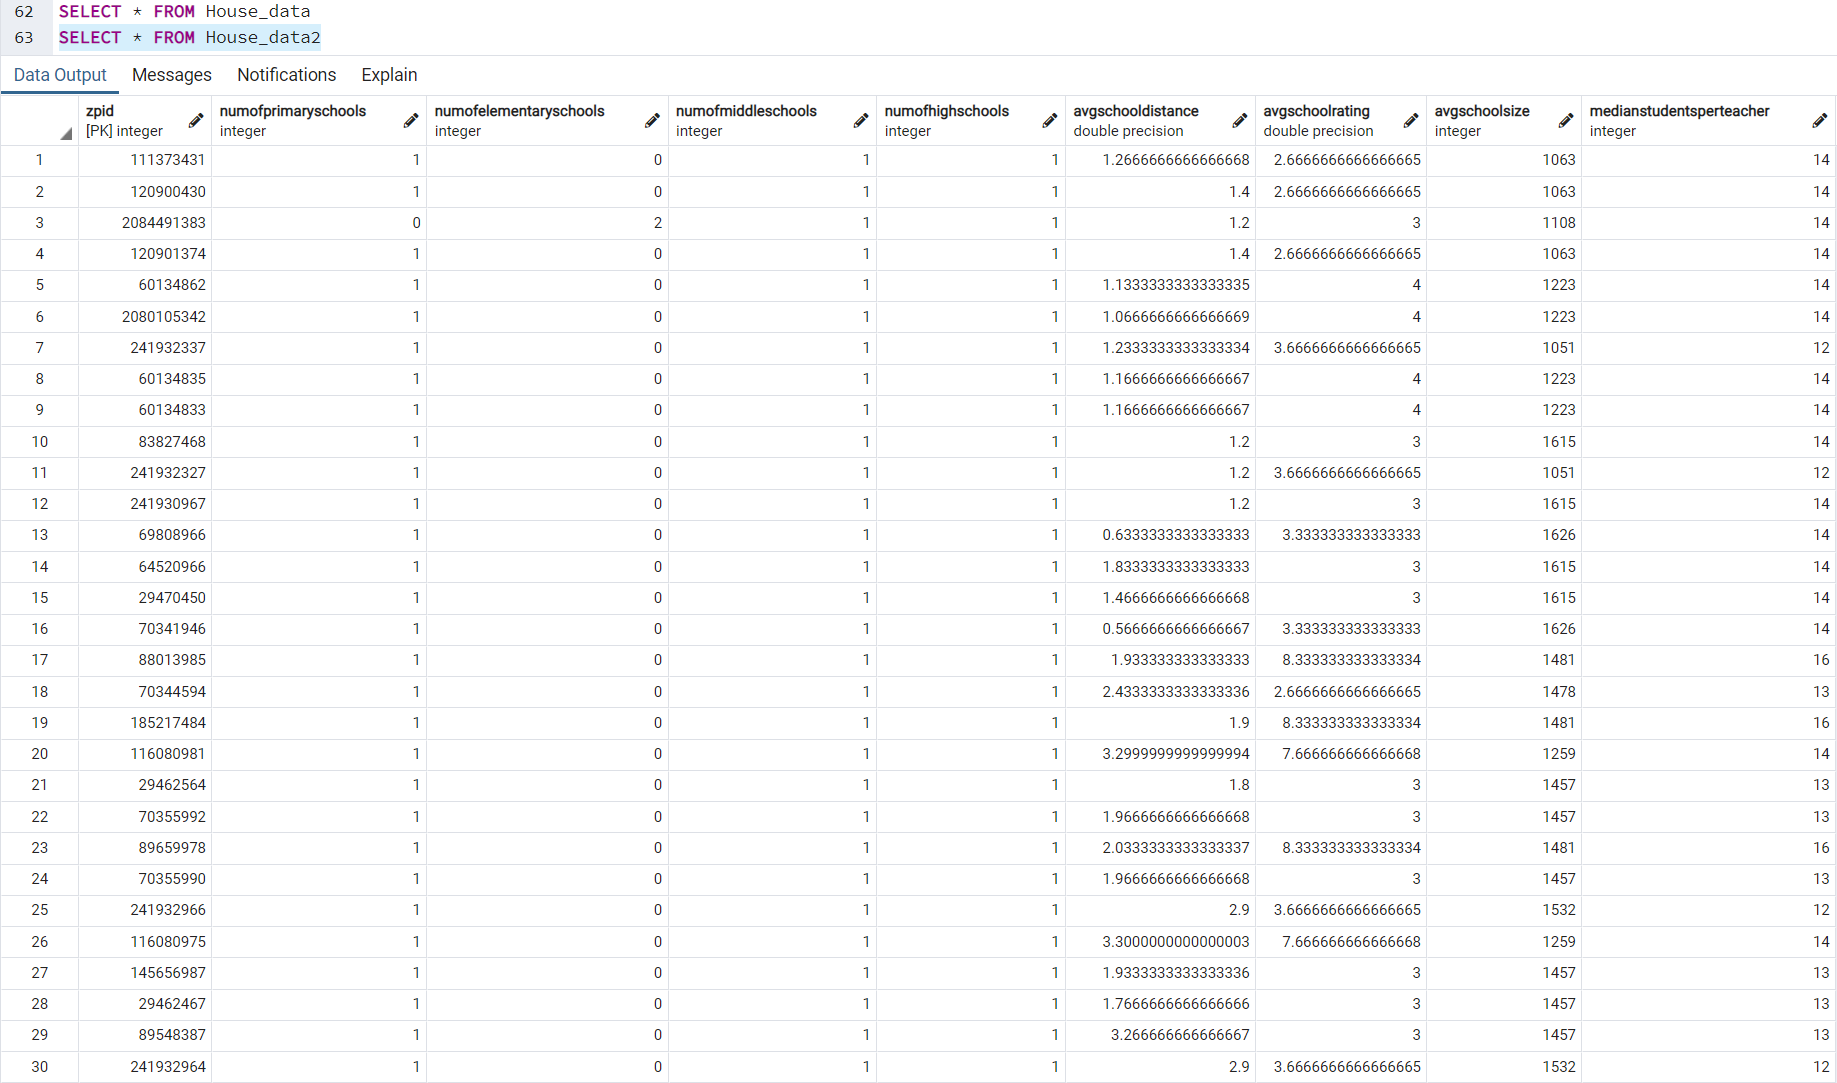 62 SELECT * FROM House_data
63 SELECT * FROM House_data2
Data Output Messages Notifications Explain
zpid numofprimaryschools numofelementaryschools numofmiddleschools numofhighschools avgschooldistance avgschoolrating avgschoolsize medianstudentsperteacher
[PK] integer integer integer integer integer double precision double precision integer integer
1 111373431 1 0 1 1 1.2666666666666668 2.6666666666666665 1063 14
2 120900430 1 0 1 1 1.4 2.6666666666666665 1063 14
3 2084491383 0 2 1 1 1.2 3 1108 14
4 120901374 1 0 1 1 1.4 2.6666666666666665 1063 14
5 60134862 1 0 1 1 1.1333333333333335 4 1223 14
6 2080105342 1 0 1 1 1.0666666666666669 4 1223 14
7 241932337 1 0 1 1 1.2333333333333334 3.6666666666666665 1051 12
8 60134835 1 0 1 1 1.1666666666666667 4 1223 14
9 60134833 1 0 1 1 1.1666666666666667 4 1223 14
10 83827468 1 0 1 1 1.2 3 1615 14
11 241932327 1 0 1 1 1.2 3.6666666666666665 1051 12
12 241930967 1 0 1 1 1.2 3 1615 14
13 69808966 1 0 1 1 0.6333333333333333 3.333333333333333 1626 14
14 64520966 1 0 1 1 1.8333333333333333 3 1615 14
15 29470450 1 0 1 1 1.4666666666666668 3 1615 14
16 70341946 1 0 1 1 0.5666666666666667 3.333333333333333 1626 14
17 88013985 1 0 1 1 1.933333333333333 8.333333333333334 1481 16
18 70344594 1 0 1 1 2.4333333333333336 2.6666666666666665 1478 13
19 185217484 1 0 1 1 1.9 8.333333333333334 1481 16
20 116080981 1 0 1 1 3.2999999999999994 7.666666666666668 1259 14
21 29462564 1 0 1 1 1.8 3 1457 13
22 70355992 1 0 1 1 1.9666666666666668 3 1457 13
23 89659978 1 0 1 1 2.0333333333333337 8.333333333333334 1481 16
24 70355990 1 0 1 1 1.9666666666666668 3 1457 13
25 241932966 1 0 1 1 2.9 3.6666666666666665 1532 12
26 116080975 1 0 1 1 3.3000000000000003 7.666666666666668 1259 14
27 145656987 1 0 1 1 1.9333333333333336 3 1457 13
28 29462467 1 0 1 1 1.7666666666666666 3 1457 13
29 89548387 1 0 1 1 3.266666666666667 3 1457 13
30 241932964 1 0 1 1 2.9 3.6666666666666665 1532 12